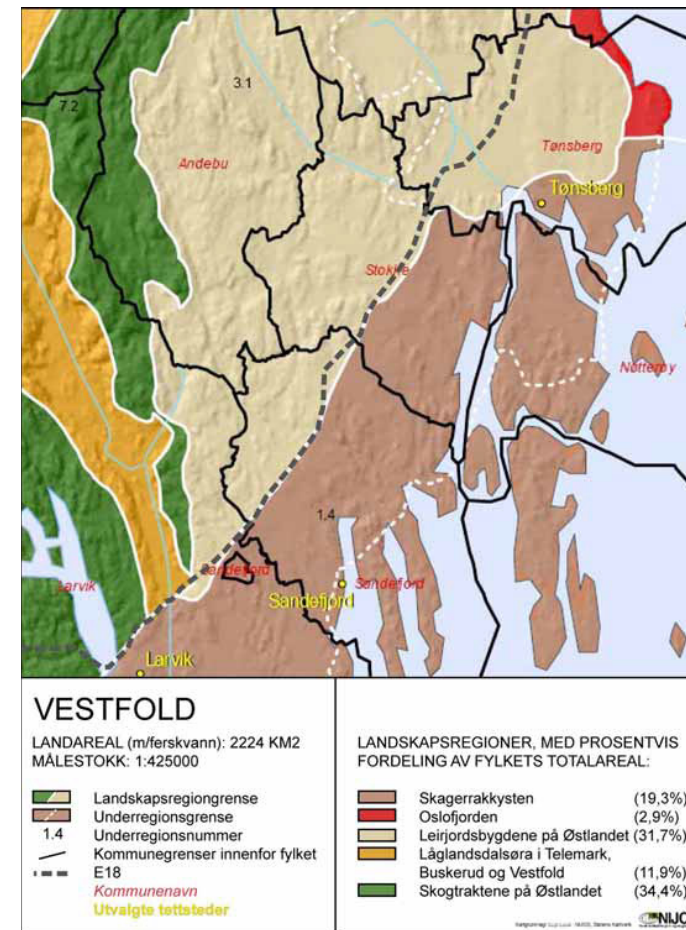 3.1
7.2
Andebu
Tønsberg
Tønsberg
Stokke
Nøtterøy
1.4
Larvik
Sandefjord
Sandefjord
Sandefjord
Larvik
VESTFOLD
LANDAREAL (m/ferskvann): 2224 KM2
MÅLESTOKK: 1:425000
Landskapsregiongrense
Underregionsgrense
1.4 Underregionsnummer
Kommunegrenser innenfor fylket
E18
Kommunenavn
Utvalgte tettsteder
LANDSKAPSREGIONER, MED PROSENTVIS
FORDELING AV FYLKETS TOTALAREAL:
Skagerrakkysten (19,3%)
Oslofjorden (2,9%)
Leirjordsbygdene på Østlandet (31,7%)
Låglandsdalsøra i Telemark,
Buskerud og Vestfold (11,9%)
Skogtraktene på Østlandet (34,4%)
NIJO